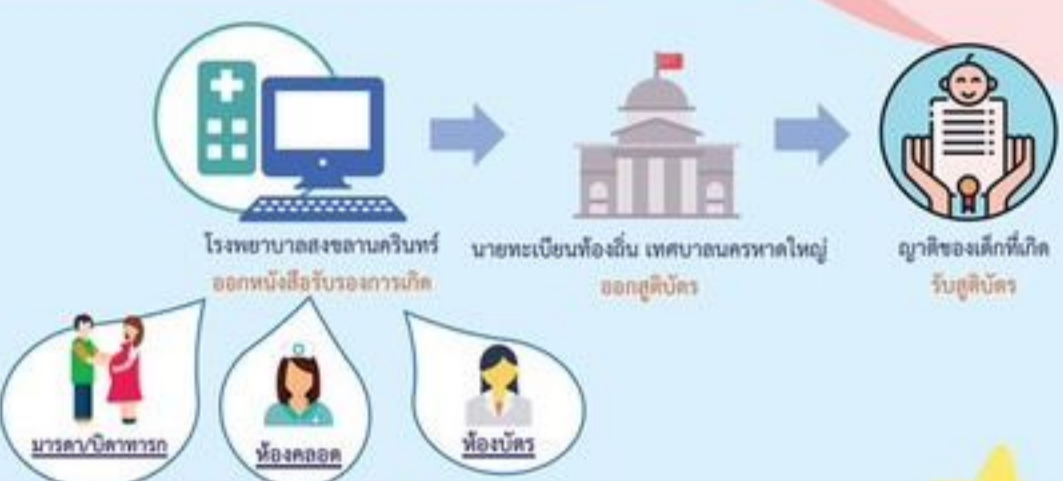 โรงพยาบาลสงขลานครินทร์
ออกหนังสือรับรองการเกิด
นายทะเบียนท้องถิ่น เทศบาลนครหาดใหญ่
ออกสูติบัตร
ญาติของเด็กที่เกิด
รับสูติบัตร
มารดา/บิดาทารก
ห้องคลอด
ห้องบัตร